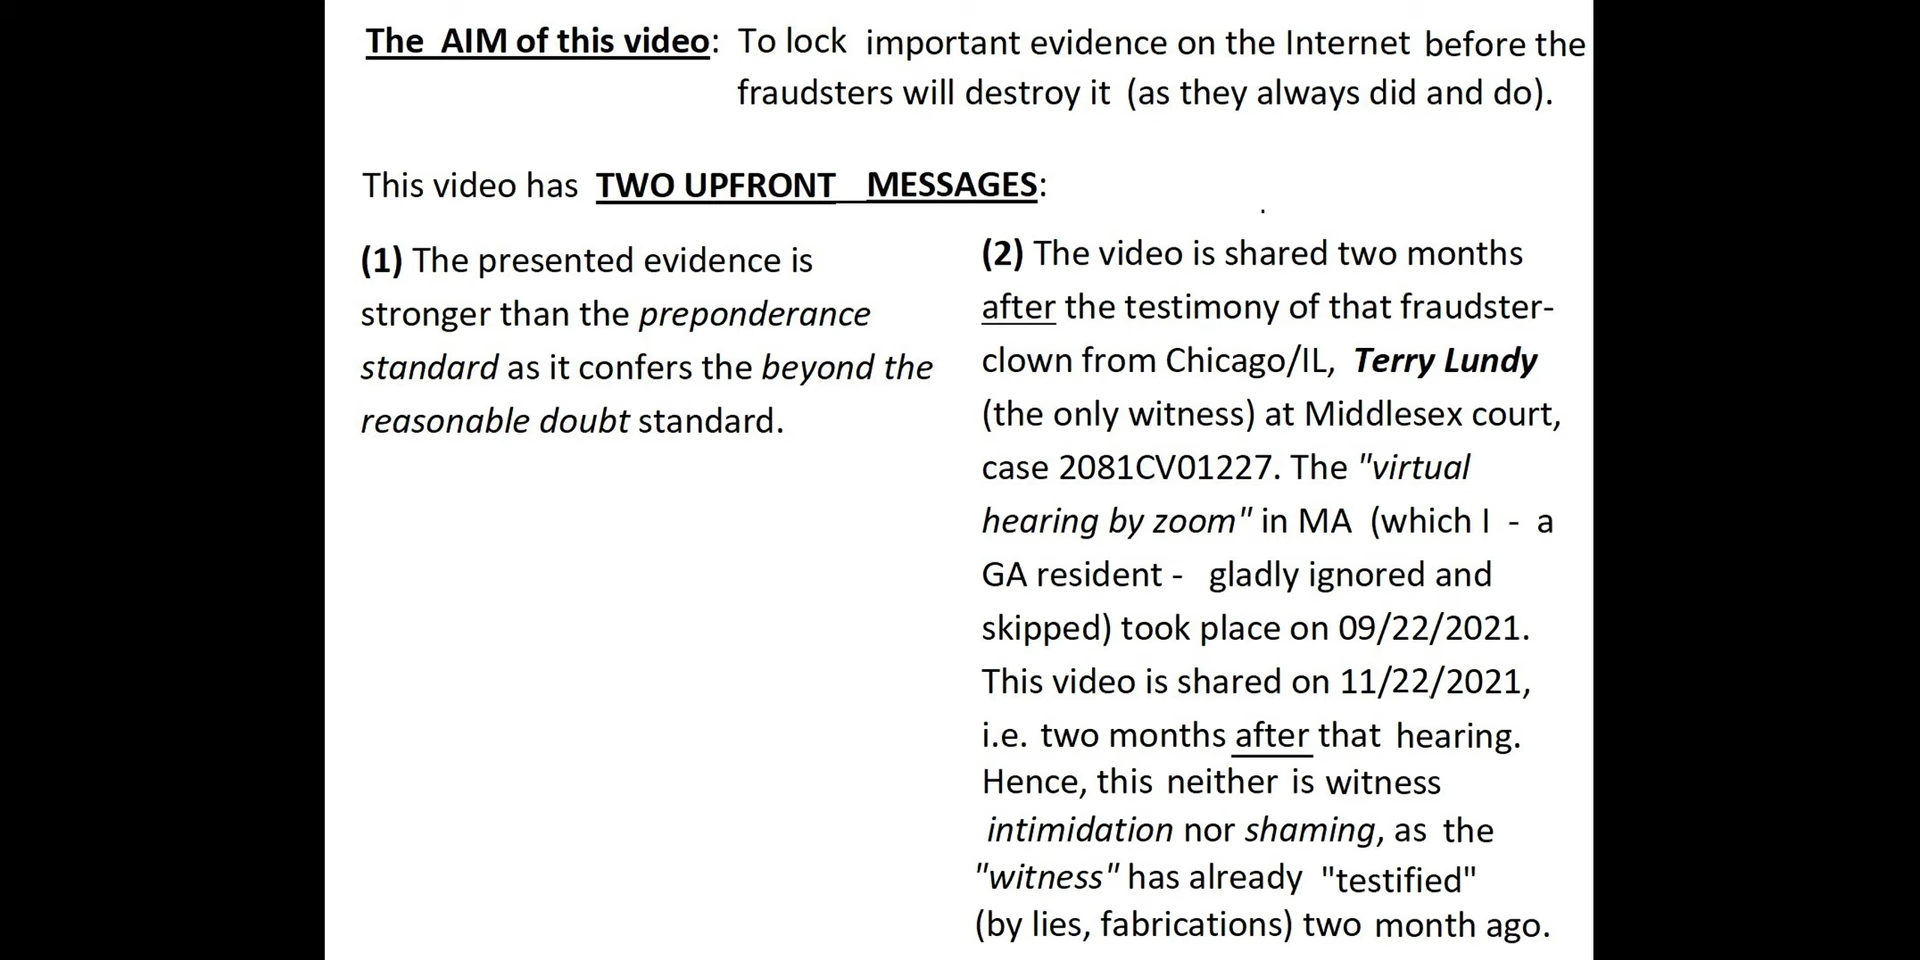 The AIM of this video: To lock important evidence on the Internet before the
fraudsters will destroy it (as they always did and do).
This video has TWO UPFRONT MESSAGES:
(1) The presented evidence is
stronger than the preponderance
standard as it confers the beyond the
reasonable doubt standard.
(2) The video is shared two months
after the testimony of that fraudster-
clown from Chicago/IL, Terry Lundy
(the only witness) at Middlesex court,
case 2081CV01227. The "virtual
hearing by zoom" in MA (which I - a
GA resident - gladly ignored and
skipped) took place on 09/22/2021.
This video is shared on 11/22/2021,
i.e. two months after that hearing.
Hence, this neither is witness
intimidation nor shaming, as the
"witness" has already "testified"
(by lies, fabrications) two month ago.